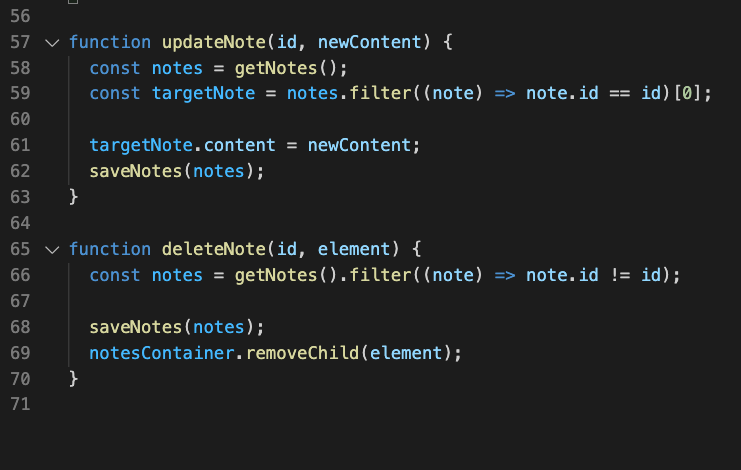 56
57 function updateNote(id, newContent) {
58   const notes = getNotes();
59   const targetNote = notes.filter((note) => note.id == id)[0];
60
61   targetNote.content = newContent;
62   saveNotes(notes);
63 }
64
65 function deleteNote(id, element) {
66   const notes = getNotes().filter((note) => note.id != id);
67
68   saveNotes(notes);
69   notesContainer.removeChild(element);
70 }
71